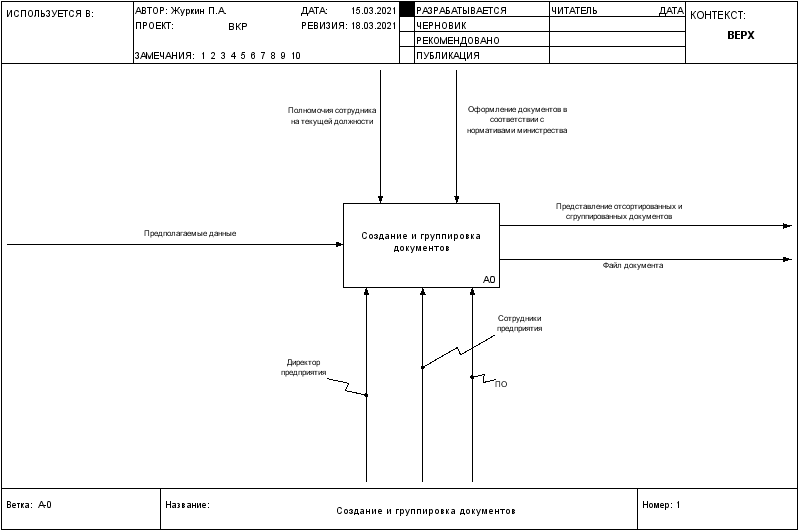 ИСПОЛЬЗУЕТСЯ В:
АВТОР: Журкин П.А.
ДАТА: 15.03.2021
ПРОЕКТ: ВКР
РЕВИЗИЯ: 18.03.2021
ЗАМЕЧАНИЯ: 1 2 3 4 5 6 7 8 9 10
РАЗРАБАТЫВАЕТСЯ
ЧЕРНОВИК
РЕКОМЕНДОВАНО
ПУБЛИКАЦИЯ
ЧИТАТЕЛЬ ДАТА
КОНТЕКСТ:
ВЕРХ
Полномочия сотрудника
на текущей должности
Оформление документов в
соответствии с
нормативами министрества
Предполагаемые данные
Создание и группировка
документов
A0
Представление отсортированных и
сгруппированных документов
Файл документа
Сотрудники
предприятия
Директор
предприятия
ПО
Ветка: A-0
Название:
Создание и группировка документов
Номер: 1